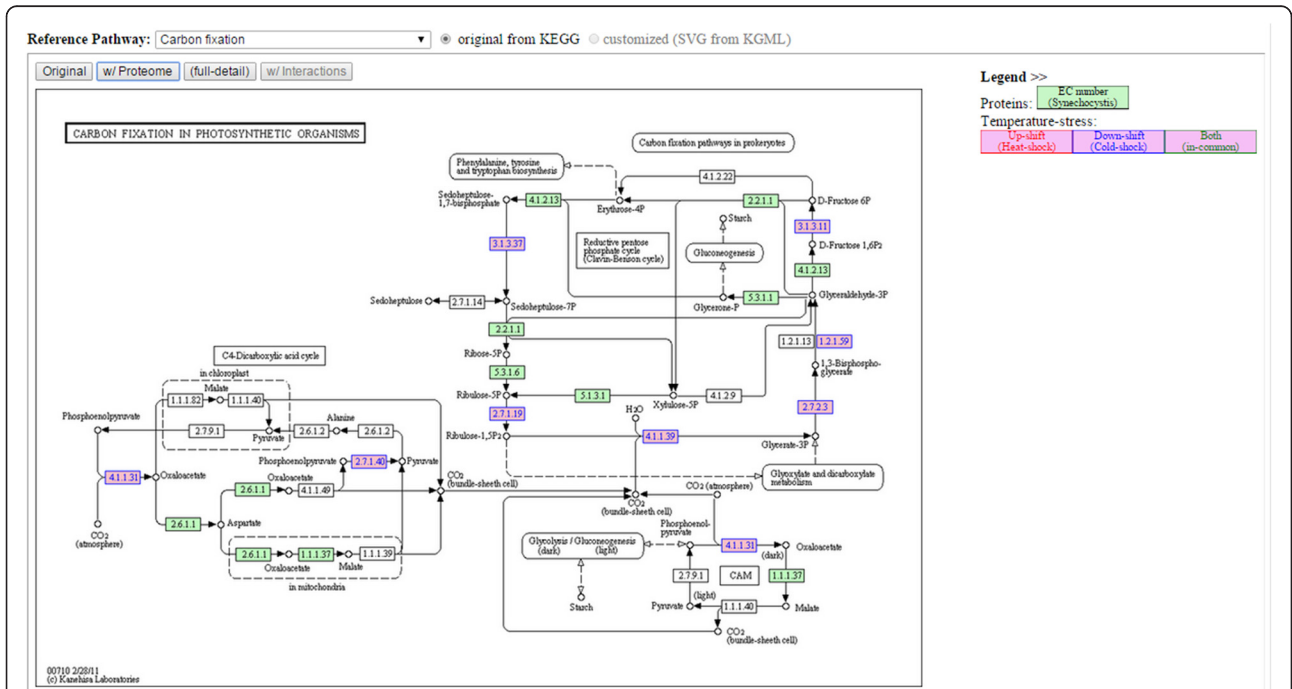 Reference Pathway: Carbon fixation original from KEGG customized (SVG from KGML)
Original w/ Proteome (full-detail) w/ Interactions
Legend >>
Proteins: EC number
(Synechocystis)
Temperature-stress:
Up-shift
(Heat-shock)
Down-shift
(Cold-shock)
Both
(in-common)
CARBON FIXATION IN PHOTOSYNTHETIC ORGANISMS
Carbon fixation pathways in prokeryotes
Phenylalanine, tyrosine
and tryptophan biosynthesis
4.1.2.22
Sedoheptulose-
1,7-bisphosphate
4.1.2.13
Erythrose-4P
2.2.1.1
D-Fructose 6P
3.1.3.37
Reductive pentose
phosphate cycle
(Clavin-Benison cycle)
Starch
Gluconeogenesis
3.1.3.11
D-Fructose 1,6P2
4.1.2.13
Sedoheptulose
2.7.1.14
Sedoheptulose-7P
Glycerone-P
5.3.1.1
Glyceraldehyde-3P
2.2.1.1
1.2.1.13
1.2.1.59
Ribose-5P
5.3.1.6
1,3-Bisphospho-
glycerate
Ribulose-5P
5.1.3.1
Xylulose-5P
4.1.2.9
2.7.1.19
H2O
2.7.2.3
Ribulose-1,5P2
4.1.1.39
Glycerate-3P
Glyoxylate and dicarboxylate
metabolism
C4-Dicarboxylic acid cycle
in chloroplast
Malate
1.1.1.82
1.1.1.40
Phosphoenolpyruvate
2.7.9.1
Pyruvate
2.6.1.2
Alanine
2.6.1.2
Phosphoenolpyruvate
2.7.1.40
Pyruvate
4.1.1.31
Oxaloacetate
Oxaloacetate
2.6.1.1
4.1.1.49
CO2
(bundle-sheeth cell)
2.6.1.1
Aspartate
CO2
(atmosphere)
2.6.1.1
1.1.1.37
1.1.1.39
Oxaloacetate
Malate
in mitochondria
CO2
(bundle-sheeth cell)
CO2 (atmosphere)
Phosphoenol-
pyruvate
Glycolysis / Gluconeogenesis
(dark) (light)
4.1.1.31
(dark)
Oxaloacetate
2.7.9.1
CAM
1.1.1.37
Starch
(light)
Pyruvate
1.1.1.40
Malate
CO2
(bundle-sheeth cell)
00710 2/28/11
(c) Kanehisa Laboratories